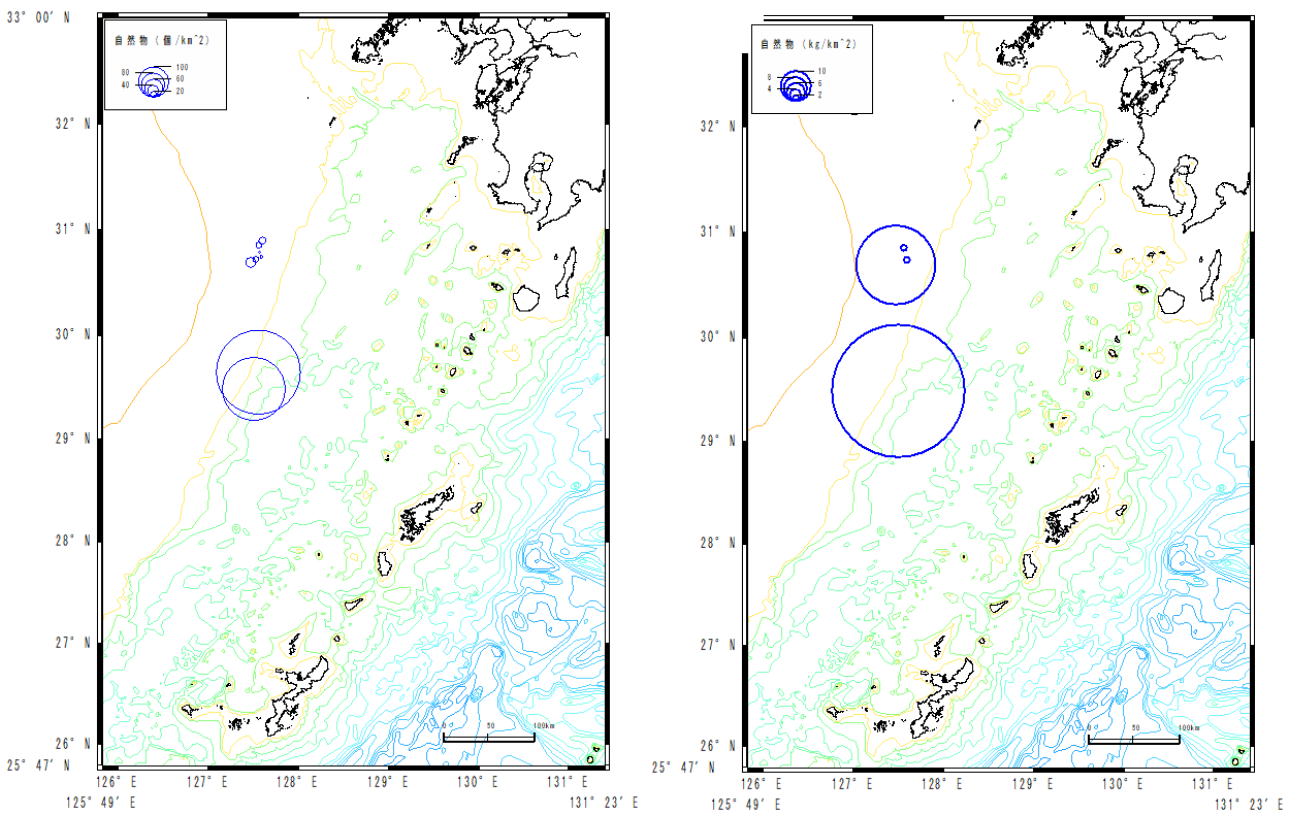 33° 00′ N
自然物 (個/km^2)
100
80
60
40
20
32° N
31° N
30° N
29° N
28° N
27° N
26° N
25° 47′ N
0
50
100km
126° E
127° E
128° E
129° E
130° E
131° E
125° 49′ E
131° 23′ E
自然物 (kg/km^2)
10
8
6
4
2
32° N
31° N
30° N
29° N
28° N
27° N
26° N
25° 47′ N
0
50
100km
126° E
127° E
128° E
129° E
130° E
131° E
125° 49′ E
131° 23′ E